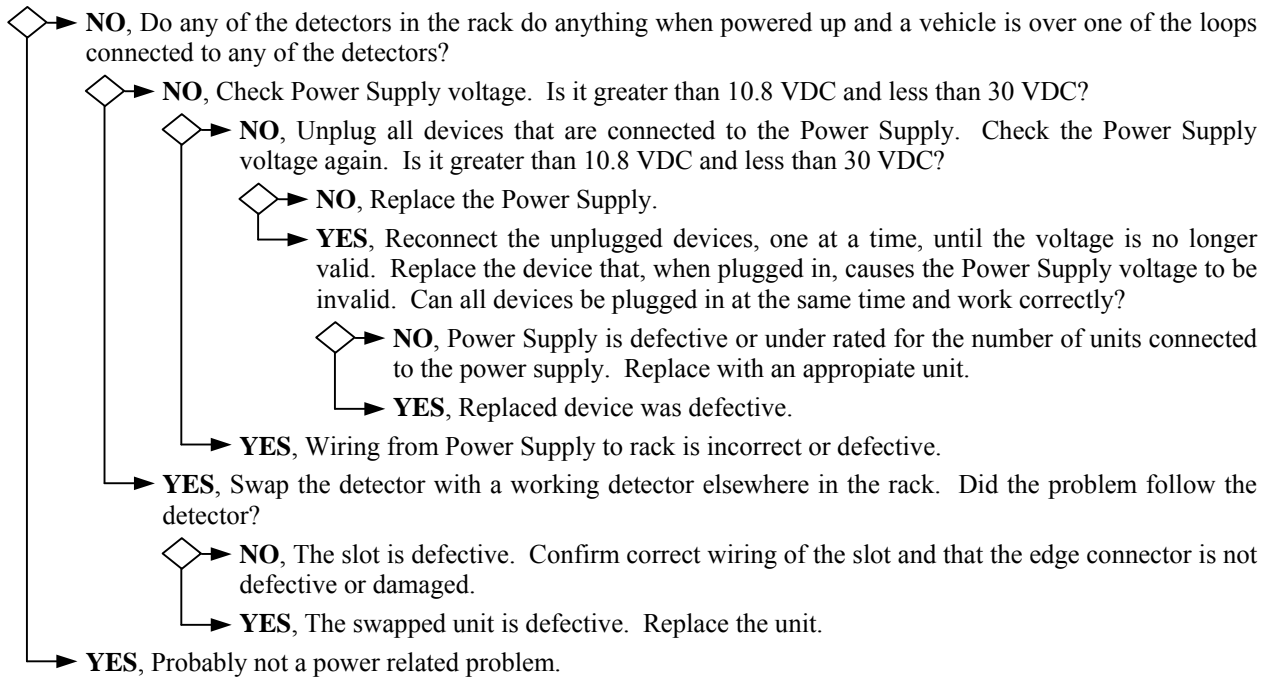 NO, Do any of the detectors in the rack do anything when powered up and a vehicle is over one of the loops
connected to any of the detectors?
NO, Check Power Supply voltage. Is it greater than 10.8 VDC and less than 30 VDC?
NO, Unplug all devices that are connected to the Power Supply. Check the Power Supply
voltage again. Is it greater than 10.8 VDC and less than 30 VDC?
NO, Replace the Power Supply.
YES, Reconnect the unplugged devices, one at a time, until the voltage is no longer
valid. Replace the device that, when plugged in, causes the Power Supply voltage to be
invalid. Can all devices be plugged in at the same time and work correctly?
NO, Power Supply is defective or under rated for the number of units connected
to the power supply. Replace with an appropiate unit.
YES, Replaced device was defective.
YES, Wiring from Power Supply to rack is incorrect or defective.
YES, Swap the detector with a working detector elsewhere in the rack. Did the problem follow the
detector?
NO, The slot is defective. Confirm correct wiring of the slot and that the edge connector is not
defective or damaged.
YES, The swapped unit is defective. Replace the unit.
YES, Probably not a power related problem.